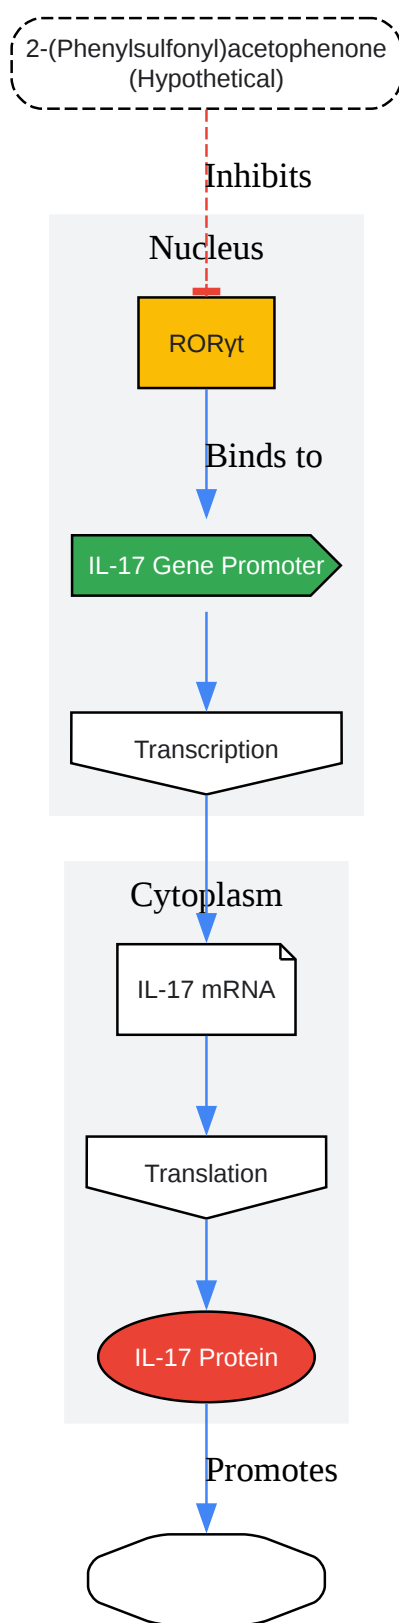 2-(Phenylsulfonyl)acetophenone
(Hypothetical)
Inhibits
Nucleus
RORγt
Binds to
IL-17 Gene Promoter
Transcription
Cytoplasm
IL-17 mRNA
Translation
IL-17 Protein
Promotes